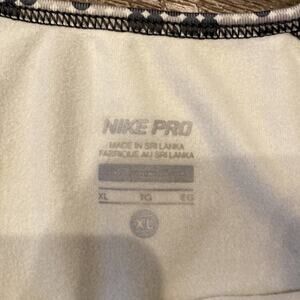 NIKE PRO
MADE IN SRI LANKA
FABRIQUÉ AU SRI LANKA
XL TG EG
XL